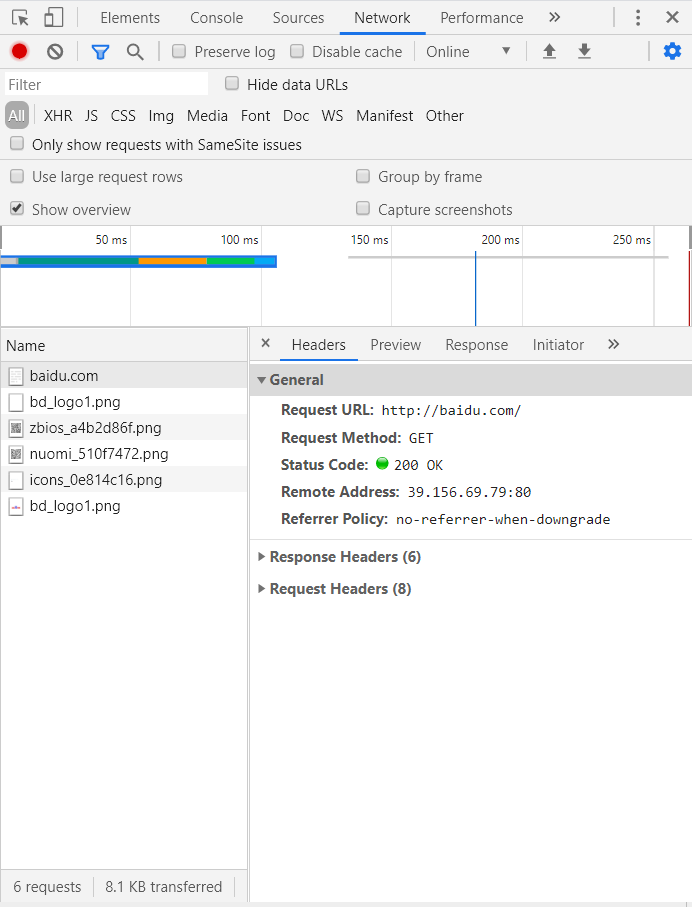 Elements Console Sources Network Performance »
Preserve log Disable cache Online
Filter Hide data URLs
All XHR JS CSS Img Media Font Doc WS Manifest Other
Only show requests with SameSite issues
Use large request rows Group by frame
Show overview Capture screenshots
50 ms 100 ms 150 ms 200 ms 250 ms
Name
baidu.com
bd_logo1.png
zbios_a4b2d86f.png
nuomi_510f7472.png
icons_0e814c16.png
bd_logo1.png
6 requests 8.1 KB transferred
× Headers Preview Response Initiator »
General
Request URL: http://baidu.com/
Request Method: GET
Status Code: 200 OK
Remote Address: 39.156.69.79:80
Referrer Policy: no-referrer-when-downgrade
Response Headers (6)
Request Headers (8)